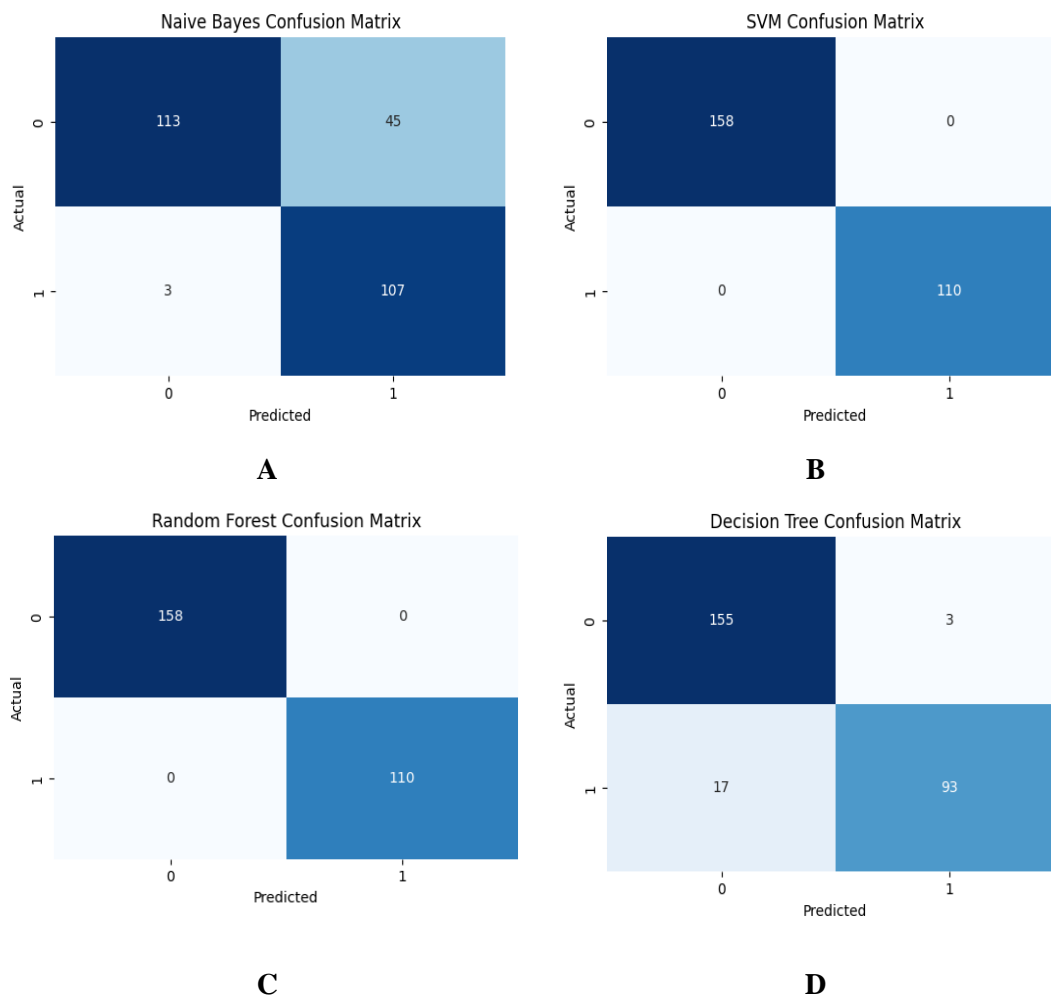 Naive Bayes Confusion Matrix
0
113
45
Actual
1
3
107
0
1
Predicted
A
SVM Confusion Matrix
0
158
0
Actual
1
0
110
0
1
Predicted
B
Random Forest Confusion Matrix
0
158
0
Actual
1
0
110
0
1
Predicted
C
Decision Tree Confusion Matrix
0
155
3
Actual
1
17
93
0
1
Predicted
D